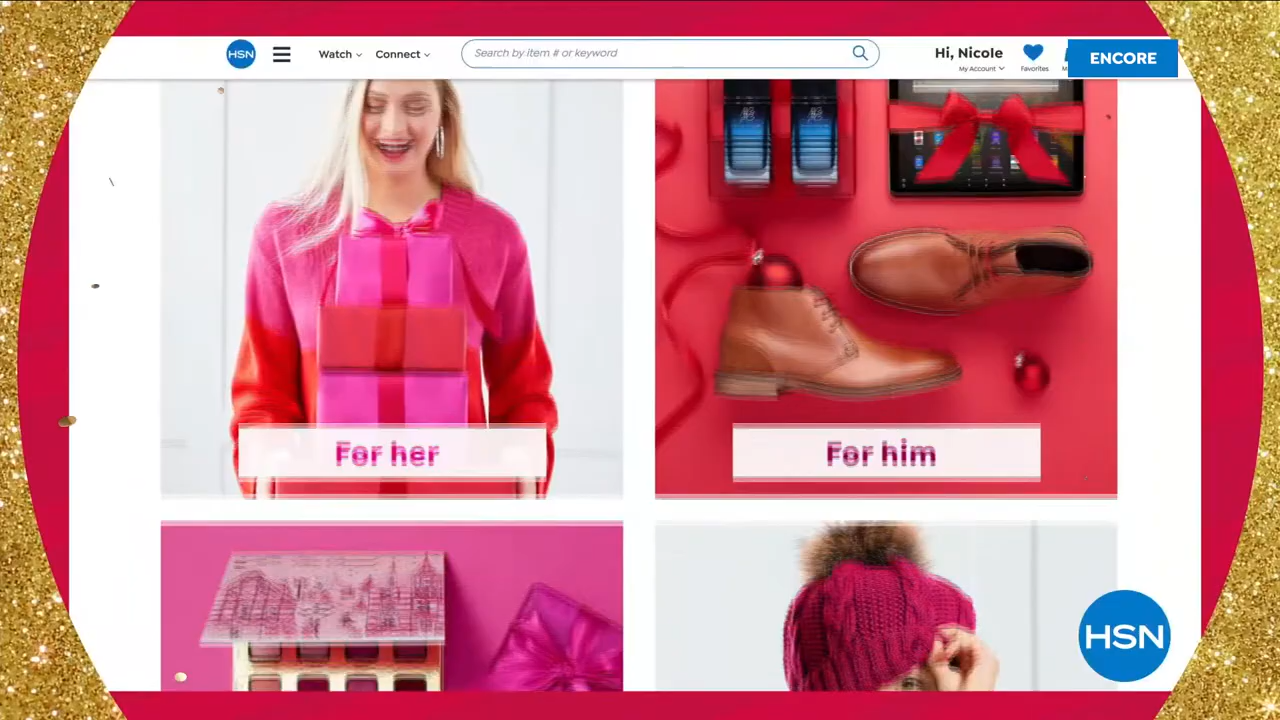 HSN
Watch
Connect
Search by item # or keyword
Hi, Nicole
My Account
Favorites
ENCORE
For her
For him
HSN